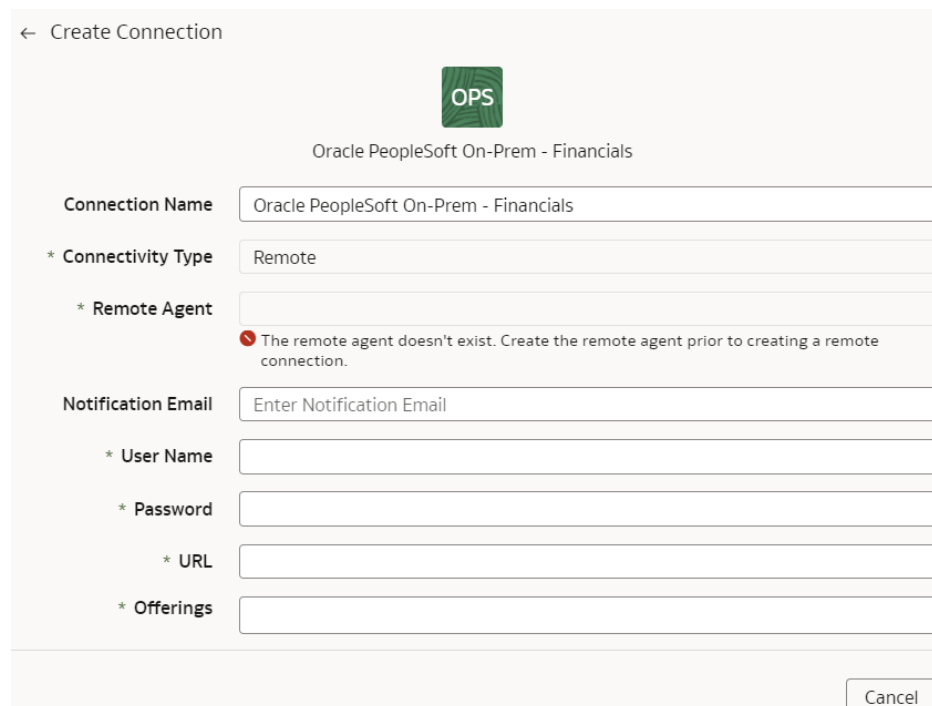 ← Create Connection
OPS
Oracle PeopleSoft On-Prem - Financials
Connection Name Oracle PeopleSoft On-Prem - Financials
* Connectivity Type Remote
* Remote Agent
The remote agent doesn't exist. Create the remote agent prior to creating a remote
connection.
Notification Email Enter Notification Email
* User Name
* Password
* URL
* Offerings
Cancel